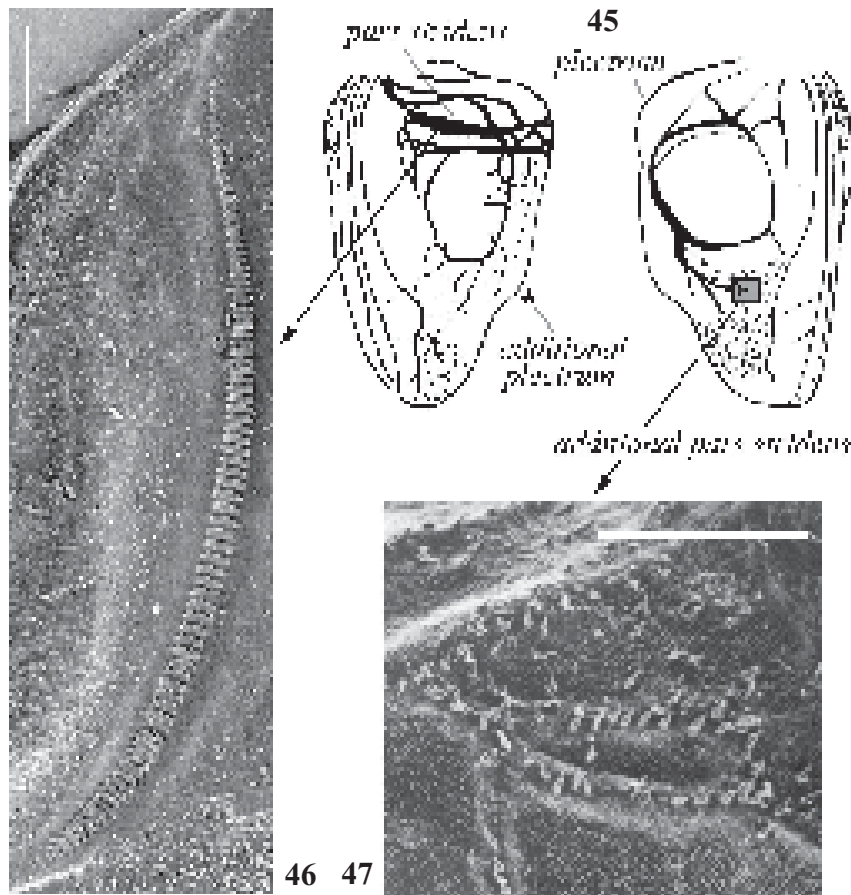 45
pars stridens
plectrum
additional
plectrum
additional pars stridens
46 47